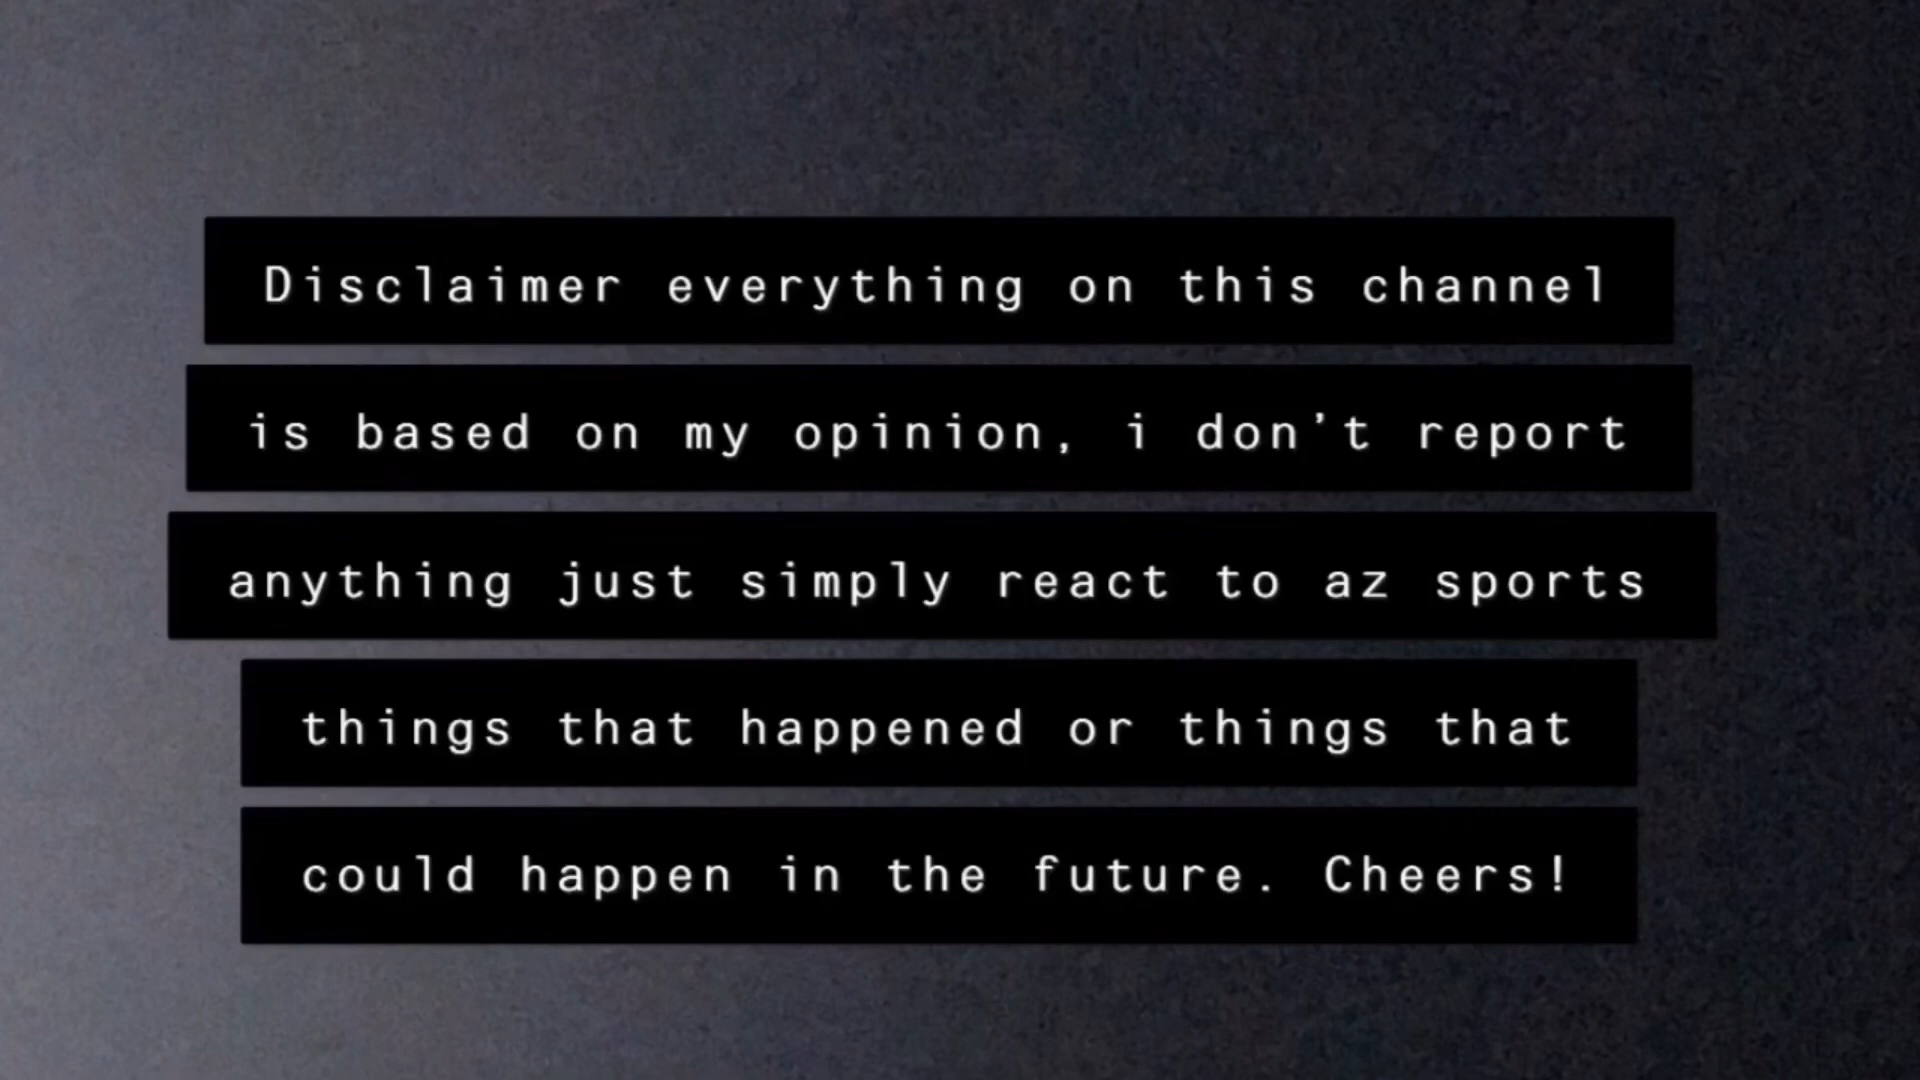 Disclaimer everything on this channel
is based on my opinion, i don't report
anything just simply react to az sports
things that happened or things that
could happen in the future. Cheers!